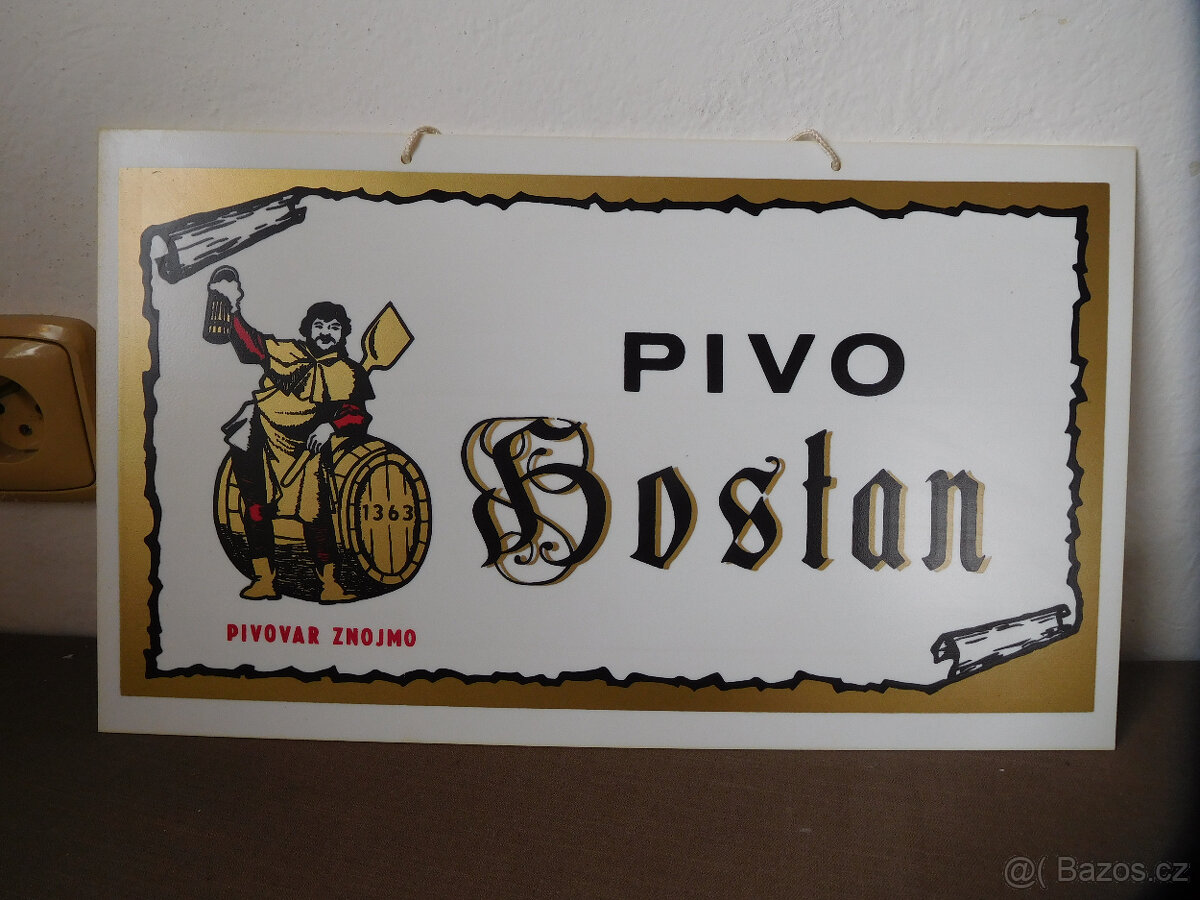 PIVO
Hostan
1363
PIVOVAR ZNOJMO
@( Bazos.cz